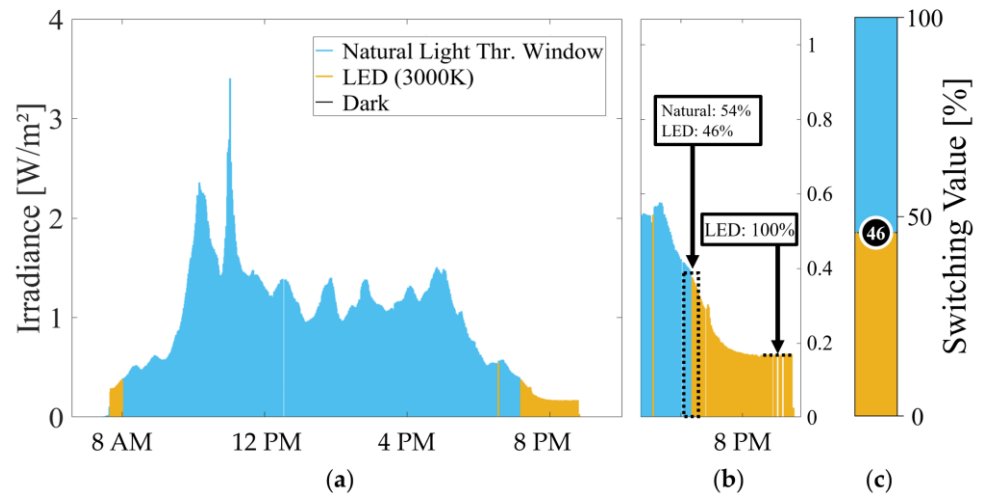 Irradiance [W/m²]
4
3
2
1
0
Natural Light Thr. Window
LED (3000K)
Dark
8 AM
12 PM
4 PM
8 PM
(a)
Natural: 54%
LED: 46%
LED: 100%
1
0.8
0.6
0.4
0.2
0
8 PM
(b)
46
100
50
0
Switching Value [%]
(c)